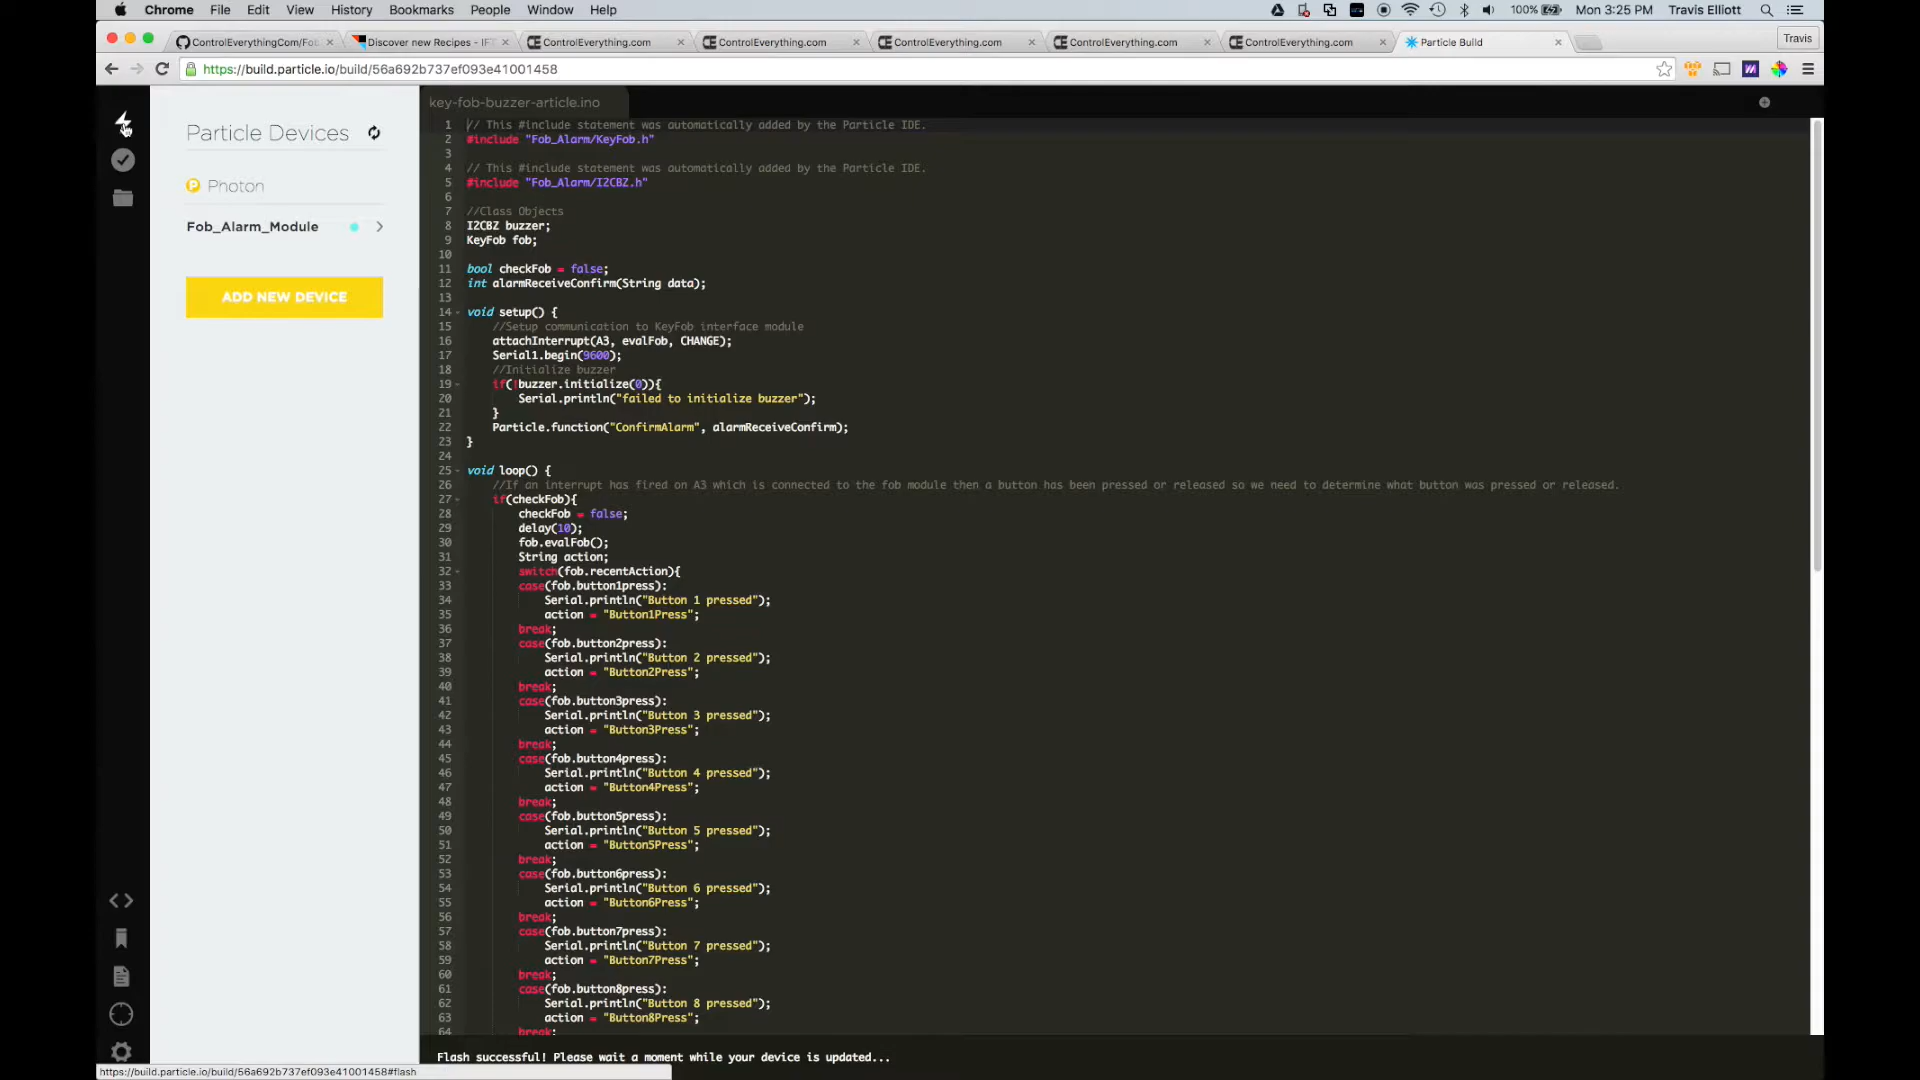 Chrome File Edit View History Bookmarks People Window Help 100% Mon 3:25 PM Travis Elliott
ControlEverythingCom/Fob ×
Discover new Recipes - IFT ×
ControlEverything.com ×
ControlEverything.com ×
ControlEverything.com ×
ControlEverything.com ×
ControlEverything.com ×
Particle Build ×
Travis
https://build.particle.io/build/56a692b737ef093e41001458
Particle Devices
Photon
Fob_Alarm_Module
ADD NEW DEVICE
key-fob-buzzer-article.ino
1 // This #include statement was automatically added by the Particle IDE.
2 #include "Fob_Alarm/KeyFob.h"
3
4 // This #include statement was automatically added by the Particle IDE.
5 #include "Fob_Alarm/I2CBZ.h"
6
7 //Class Objects
8 I2CBZ buzzer;
9 KeyFob fob;
10
11 bool checkFob = false;
12 int alarmReceiveConfirm(String data);
13
14 void setup() {
15 //Setup communication to KeyFob interface module
16 attachInterrupt(A3, evalFob, CHANGE);
17 Serial1.begin(9600);
18 //Initialize buzzer
19 if(!buzzer.initialize(0)){
20 Serial.println("failed to initialize buzzer");
21 }
22 Particle.function("ConfirmAlarm", alarmReceiveConfirm);
23 }
24
25 void loop() {
26 //If an interrupt has fired on A3 which is connected to the fob module then a button has been pressed or released so we need to determine what button was pressed or released.
27 if(checkFob){
28 checkFob = false;
29 delay(10);
30 fob.evalFob();
31 String action;
32 switch(fob.recentAction){
33 case(fob.button1press):
34 Serial.println("Button 1 pressed");
35 action = "Button1Press";
36 break;
37 case(fob.button2press):
38 Serial.println("Button 2 pressed");
39 action = "Button2Press";
40 break;
41 case(fob.button3press):
42 Serial.println("Button 3 pressed");
43 action = "Button3Press";
44 break;
45 case(fob.button4press):
46 Serial.println("Button 4 pressed");
47 action = "Button4Press";
48 break;
49 case(fob.button5press):
50 Serial.println("Button 5 pressed");
51 action = "Button5Press";
52 break;
53 case(fob.button6press):
54 Serial.println("Button 6 pressed");
55 action = "Button6Press";
56 break;
57 case(fob.button7press):
58 Serial.println("Button 7 pressed");
59 action = "Button7Press";
60 break;
61 case(fob.button8press):
62 Serial.println("Button 8 pressed");
63 action = "Button8Press";
64 break;
Flash successful! Please wait a moment while your device is updated...
https://build.particle.io/build/56a692b737ef093e41001458#flash